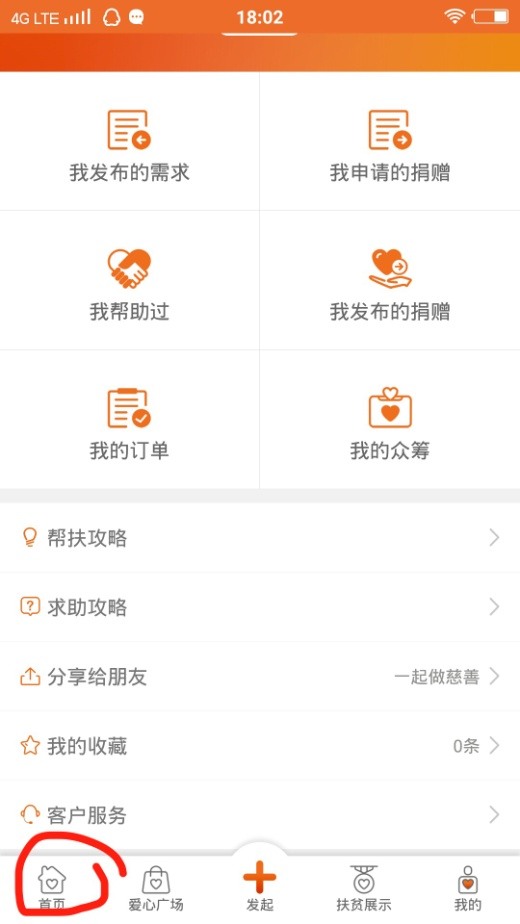 4G LTE 18:02
我发布的需求 我申请的捐赠
我帮助过 我发布的捐赠
我的订单 我的众筹
帮扶攻略
求助攻略
分享给朋友 一起做慈善
我的收藏 0条
客户服务
首页 爱心广场 发起 扶贫展示 我的